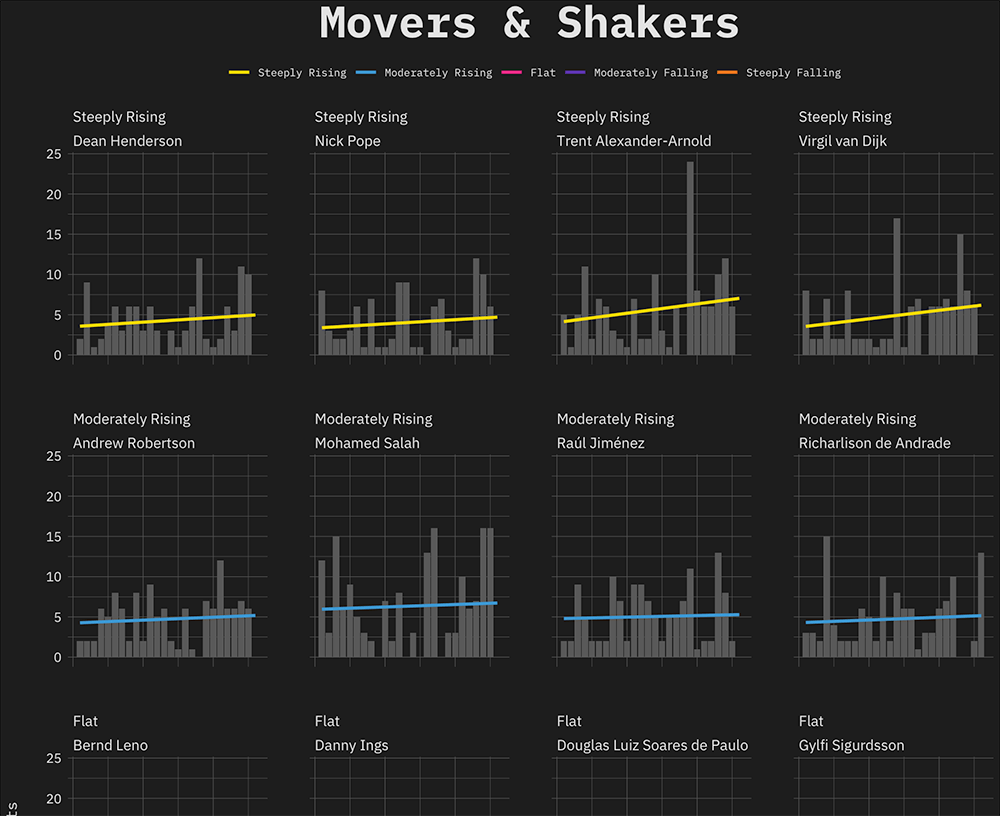 Movers & Shakers
Steeply Rising Moderately Rising Flat Moderately Falling Steeply Falling
Steeply Rising Steeply Rising Steeply Rising Steeply Rising
Dean Henderson Nick Pope Trent Alexander-Arnold Virgil van Dijk
25
20
15
10
5
0
Moderately Rising Moderately Rising Moderately Rising Moderately Rising
Andrew Robertson Mohamed Salah Raúl Jiménez Richarlison de Andrade
25
20
15
10
5
0
Flat Flat Flat Flat
Bernd Leno Danny Ings Douglas Luiz Soares de Paulo Gylfi Sigurdsson
25
20